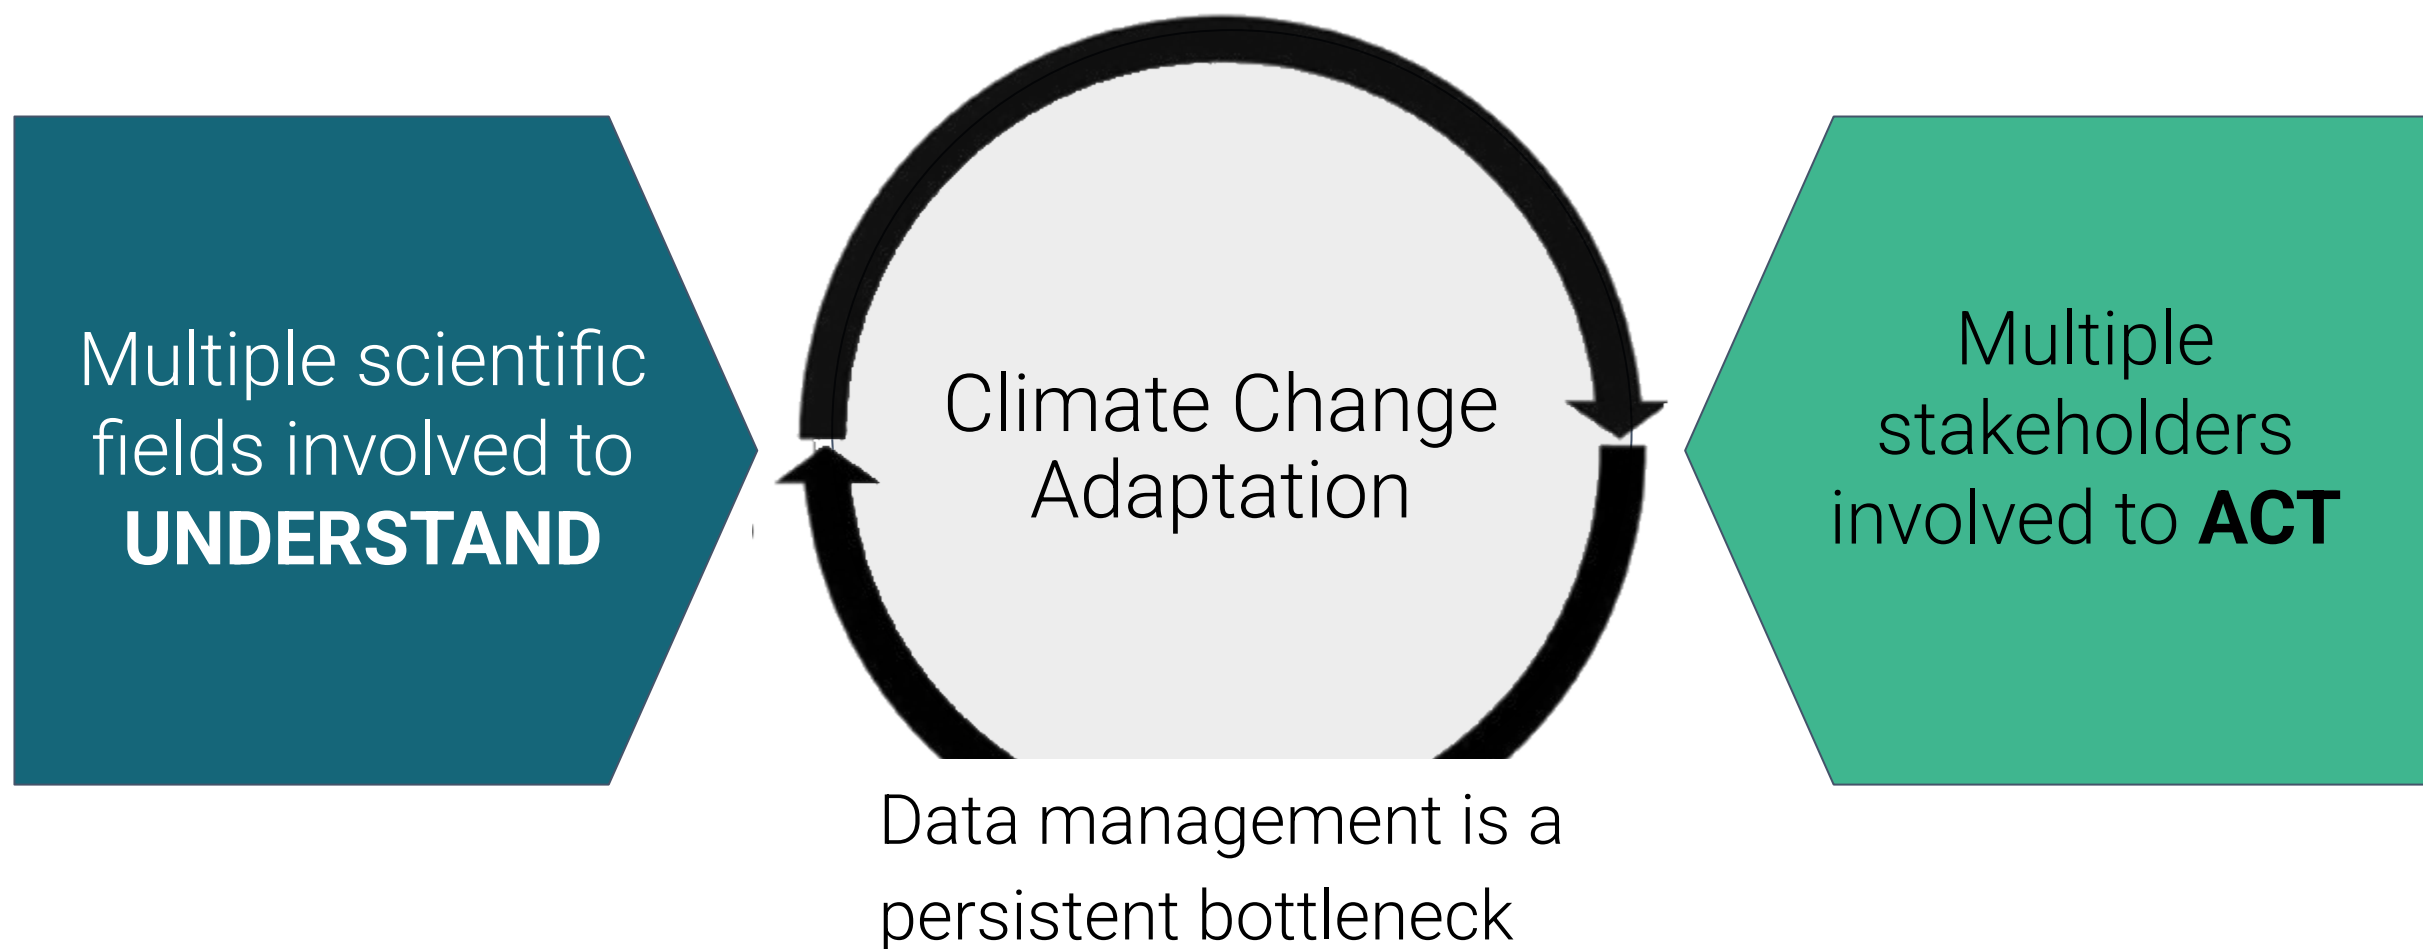 Multiple scientific
fields involved to
UNDERSTAND
Climate Change
Adaptation
Multiple
stakeholders
involved to ACT
Data management is a
persistent bottleneck